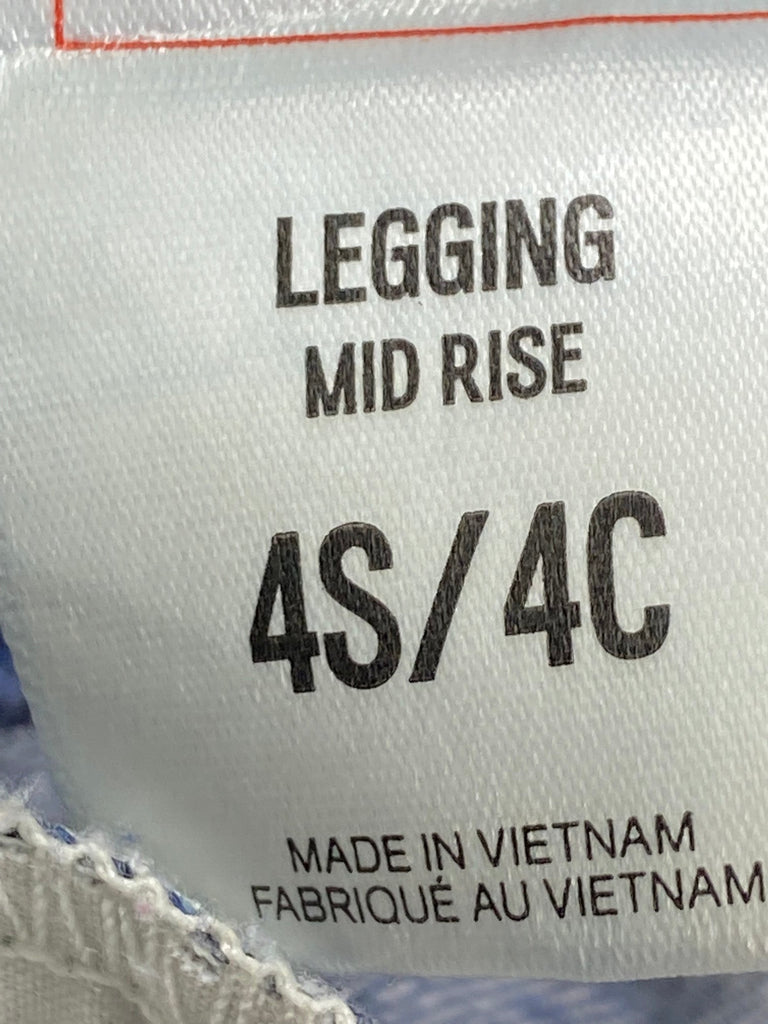 LEGGING
MID RISE
4S/4C
MADE IN VIETNAM
FABRIQUÉ AU VIETNAM